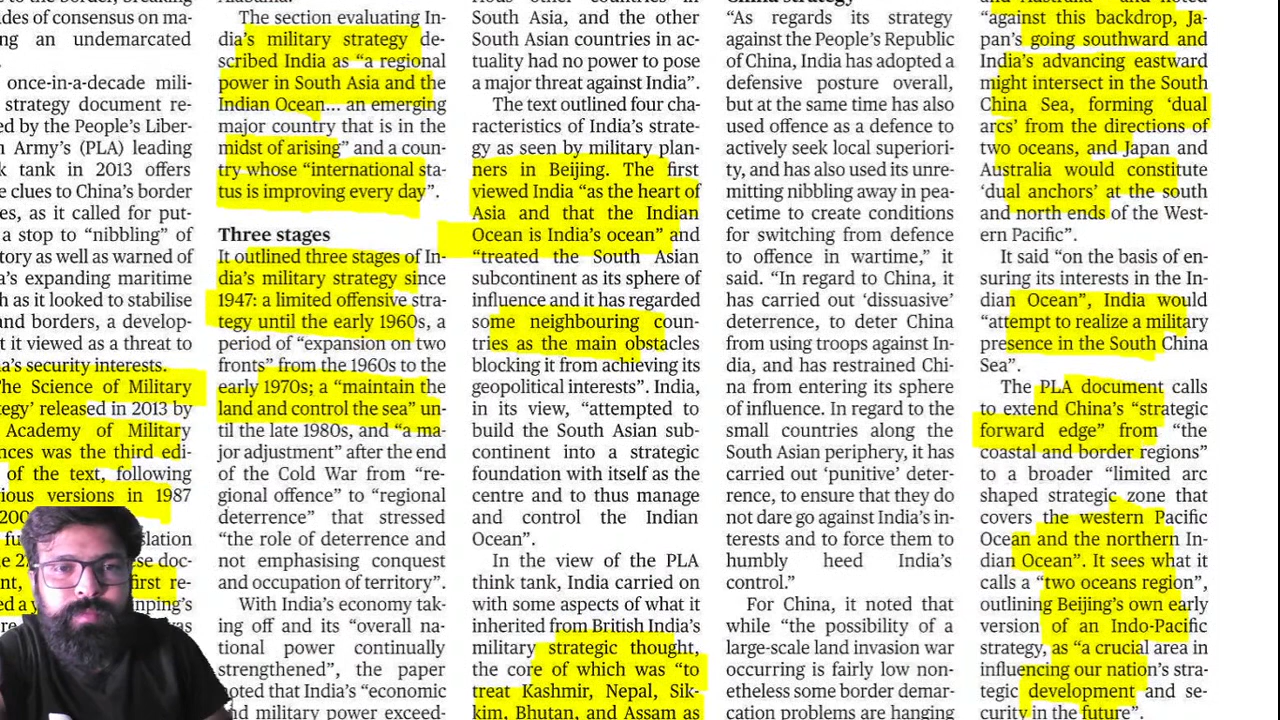 des of consensus on ma-
ng an undemarcated
once-in-a-decade mili-
strategy document re-
ed by the People’s Liber-
n Army’s (PLA) leading
k tank in 2013 offers
e clues to China’s border
es, as it called for put-
a stop to “nibbling” of
tory as well as warned of
a’s expanding maritime
h as it looked to stabilise
and borders, a develop-
t it viewed as a threat to
a’s security interests.
he Science of Military
tegy’ released in 2013 by
Academy of Military
nces was the third edi-
of the text, following
ious versions in 1987
200
fu slation
e 2 se doc-
nt, first re-
ed a y inping’s
re was
The section evaluating In-
dia’s military strategy de-
scribed India as “a regional
power in South Asia and the
Indian Ocean... an emerging
major country that is in the
midst of arising” and a coun-
try whose “international sta-
tus is improving every day”.
Three stages
It outlined three stages of In-
dia’s military strategy since
1947: a limited offensive stra-
tegy until the early 1960s, a
period of “expansion on two
fronts” from the 1960s to the
early 1970s; a “maintain the
land and control the sea” un-
til the late 1980s, and “a ma-
jor adjustment” after the end
of the Cold War from “re-
gional offence” to “regional
deterrence” that stressed
“the role of deterrence and
not emphasising conquest
and occupation of territory”.
With India’s economy tak-
ing off and its “overall na-
tional power continually
strengthened”, the paper
noted that India’s “economic
and military power exceed-
South Asia, and the other
South Asian countries in ac-
tuality had no power to pose
a major threat against India”.
The text outlined four cha-
racteristics of India’s strate-
gy as seen by military plan-
ners in Beijing. The first
viewed India “as the heart of
Asia and that the Indian
Ocean is India’s ocean” and
“treated the South Asian
subcontinent as its sphere of
influence and it has regarded
some neighbouring coun-
tries as the main obstacles
blocking it from achieving its
geopolitical interests”. India,
in its view, “attempted to
build the South Asian sub-
continent into a strategic
foundation with itself as the
centre and to thus manage
and control the Indian
Ocean”.
In the view of the PLA
think tank, India carried on
with some aspects of what it
inherited from British India’s
military strategic thought,
the core of which was “to
treat Kashmir, Nepal, Sik-
kim, Bhutan, and Assam as
“As regards its strategy
against the People’s Republic
of China, India has adopted a
defensive posture overall,
but at the same time has also
used offence as a defence to
actively seek local superiori-
ty, and has also used its unre-
mitting nibbling away in pea-
cetime to create conditions
for switching from defence
to offence in wartime,” it
said. “In regard to China, it
has carried out ‘dissuasive’
deterrence, to deter China
from using troops against In-
dia, and has restrained Chi-
na from entering its sphere
of influence. In regard to the
small countries along the
South Asian periphery, it has
carried out ‘punitive’ deter-
rence, to ensure that they do
not dare go against India’s in-
terests and to force them to
humbly heed India’s
control.”
For China, it noted that
while “the possibility of a
large-scale land invasion war
occurring is fairly low non-
etheless some border demar-
cation problems are hanging
“against this backdrop, Ja-
pan’s going southward and
India’s advancing eastward
might intersect in the South
China Sea, forming ‘dual
arcs’ from the directions of
two oceans, and Japan and
Australia would constitute
‘dual anchors’ at the south
and north ends of the West-
ern Pacific”.
It said “on the basis of en-
suring its interests in the In-
dian Ocean”, India would
“attempt to realize a military
presence in the South China
Sea”.
The PLA document calls
to extend China’s “strategic
forward edge” from “the
coastal and border regions”
to a broader “limited arc
shaped strategic zone that
covers the western Pacific
Ocean and the northern In-
dian Ocean”. It sees what it
calls a “two oceans region”,
outlining Beijing’s own early
version of an Indo-Pacific
strategy, as “a crucial area in
influencing our nation’s stra-
tegic development and se-
curity in the future”.